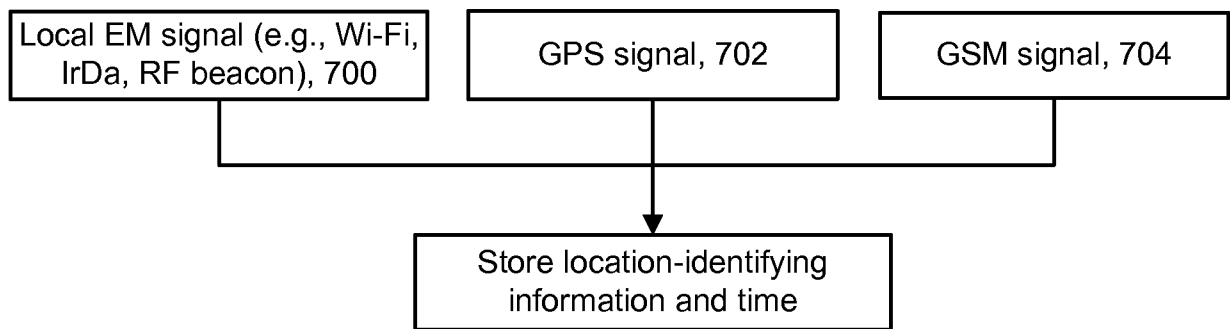 Local EM signal (e.g., Wi-Fi,
IrDa, RF beacon), 700
GPS signal, 702
GSM signal, 704
Store location-identifying
information and time